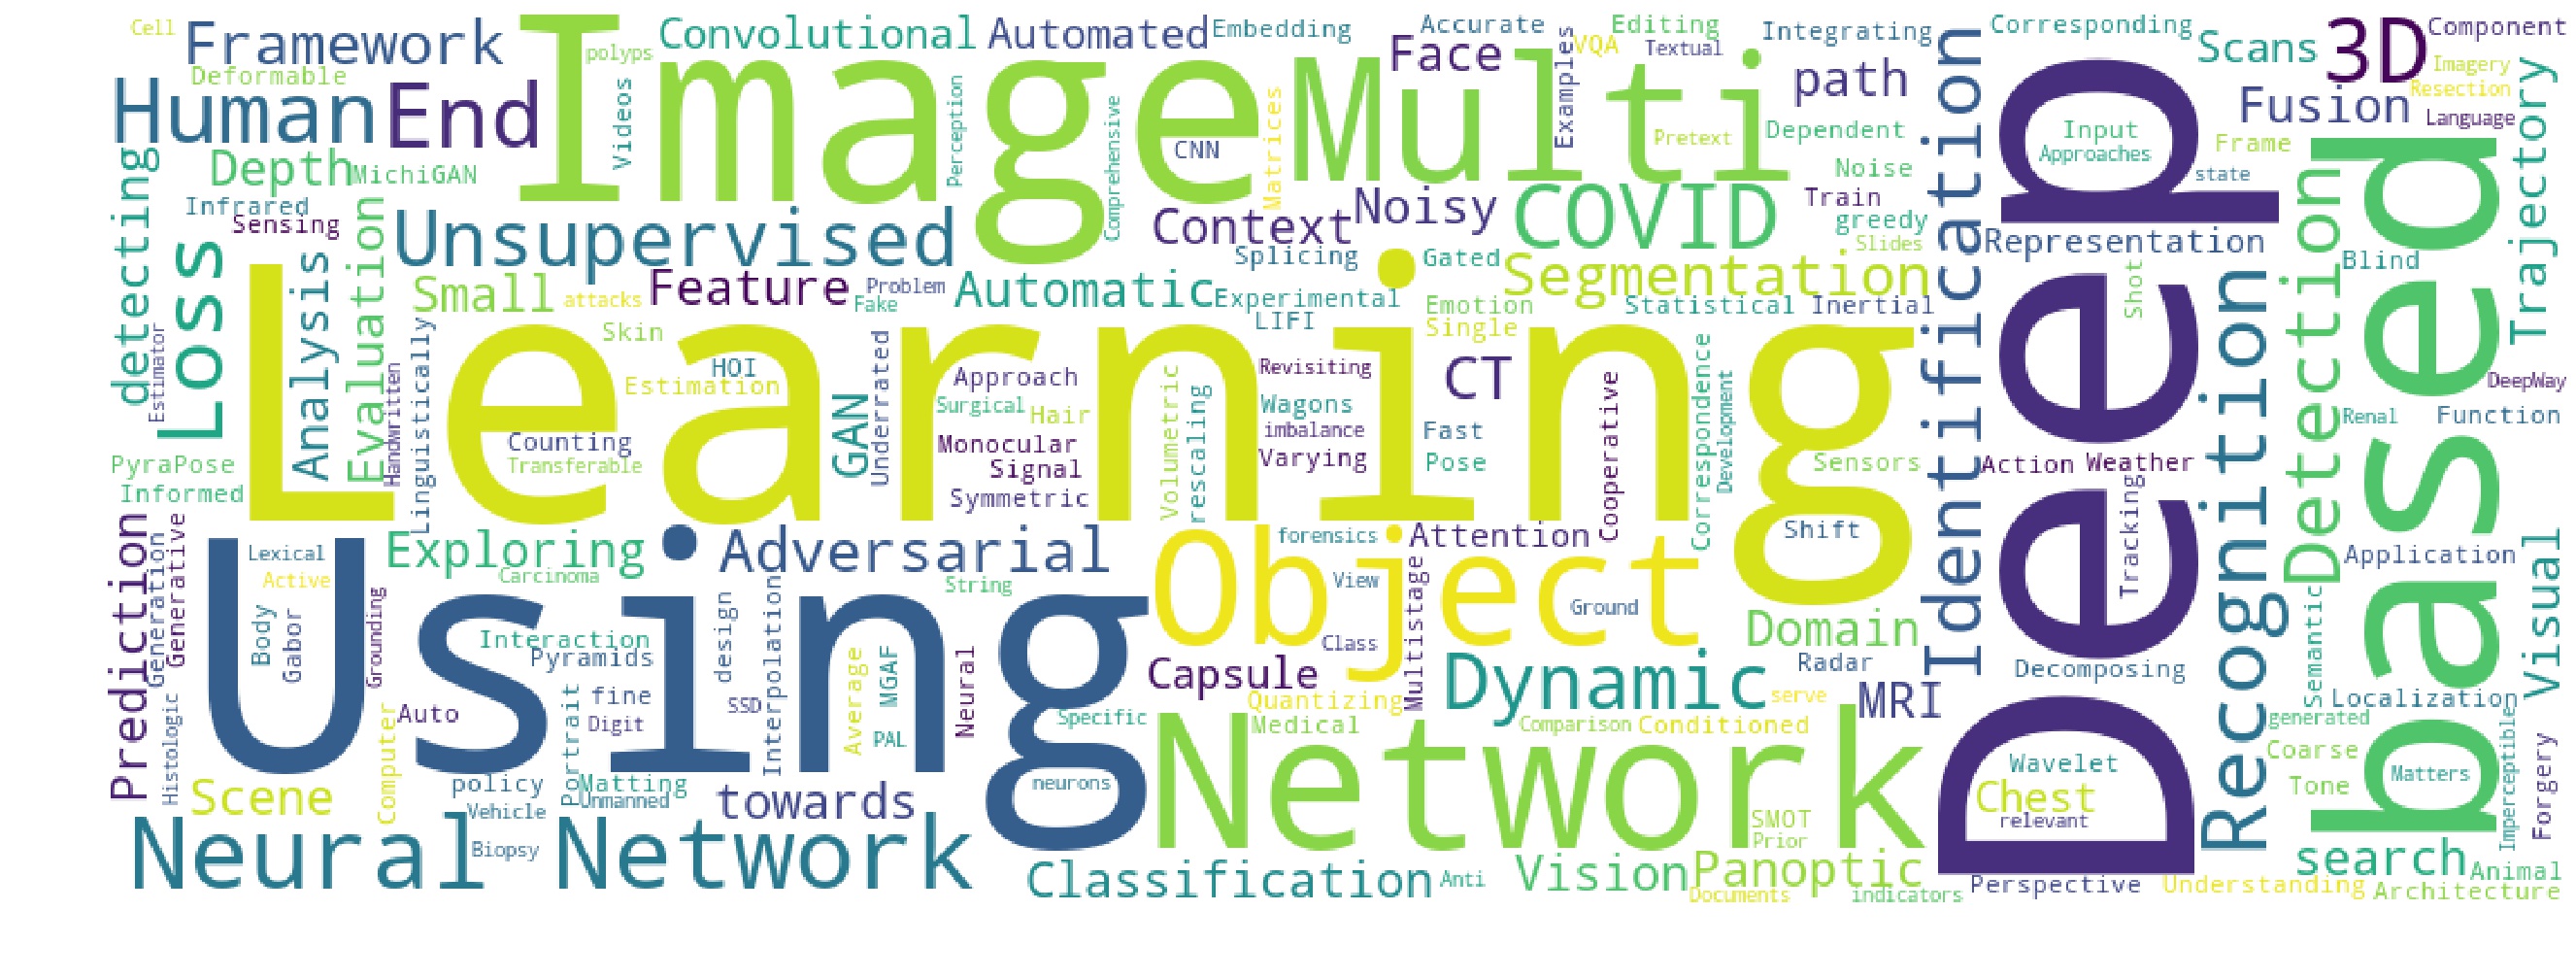 Cell
Framework
polyps
Convolutional
Automated
Embedding
Accurate
Editing
VQA
Textual
Integrating
Corresponding
Component
Deformable
Image
Face
Examples
path
Scans
3D
Imagery
Resection
Human
End
Videos
Perception
Comprehensive
CNN
Matrices
Multi
Pretext
Dependent
Identification
Input
Approaches
Fusion
Language
Frame
state
Trajectory
detecting
Depth
MichiGAN
Noise
Infrared
Sensing
Unsupervised
Context
Noisy
COVID
Train
greedy
Slides
Representation
Detection
Blind
Loss
Analysis
Evaluation
Small
attacks
Feature
Problem
Fake
Automatic
Splicing
Gated
Segmentation
Experimental
LIFI
Emotion
Single
Statistical
Inertial
Shot
Estimator
Handwritten
Linguistically
Learning
Skin
HOI
Estimation
Counting
Transferable
GAN
Underrated
Approach
Surgical
Hair
Monocular
Signal
Symmetric
Volumetric
rescaling
Revisiting
Wagons
imbalance
Varying
CT
Fast
Pose
Cooperative
Correspondence
Development
Sensors
Deep
Action
Weather
Tracking
Recognition
based
DeepWay
Renal
Function
PyraPose
Informed
Prediction
Generation
Generative
Lexical
Active
Exploring
Carcinoma
Adversarial
String
forensics
Attention
Object
Shift
Application
Visual
Using
Body
Gabor
Grounding
Interaction
Pyramids
design
Interpolation
View
Class
Ground
Multistage
Domain
Radar
Decomposing
Semantic
Localization
Histologic
Computer
Auto
Portrait
fine
Digit
SSD
Average
MGAF
PAL
Neural
Specific
Capsule
Quantizing
Medical
Dynamic
Comparison
Conditioned
serve
MRI
generated
Coarse
Tone
Matters
Imperceptible
Forgery
Scene
policy
Vehicle
Matting
Unmanned
towards
neurons
Network
SMOT
Prior
Wavelet
Chest
relevant
Neural Network
Biopsy
Classification
Anti
Vision
Panoptic
Documents
indicators
Perspective
Understanding
search
Animal
Architecture